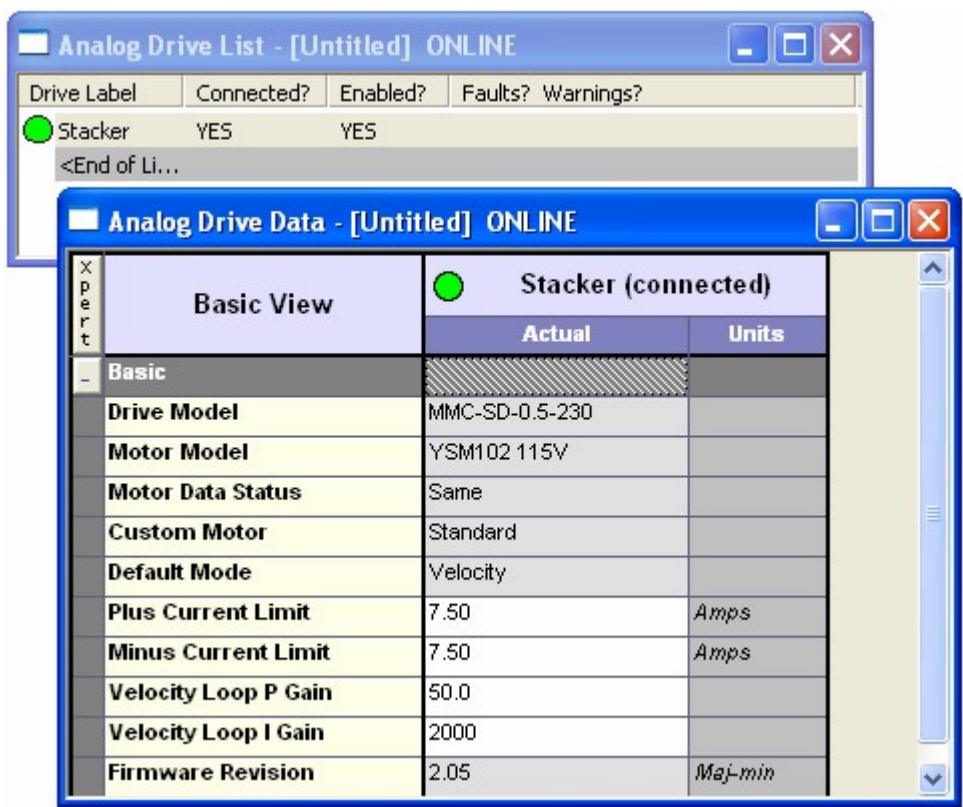 Analog Drive List - [Untitled] ONLINE
Drive Label Connected? Enabled? Faults? Warnings?
Stacker YES YES
<End of Li...
Analog Drive Data - [Untitled] ONLINE
xpert
Basic View
Stacker (connected)
Actual Units
- Basic
Drive Model MMC-SD-0.5-230
Motor Model YSM102 115V
Motor Data Status Same
Custom Motor Standard
Default Mode Velocity
Plus Current Limit 7.50 Amps
Minus Current Limit 7.50 Amps
Velocity Loop P Gain 50.0
Velocity Loop I Gain 2000
Firmware Revision 2.05 Maj-min